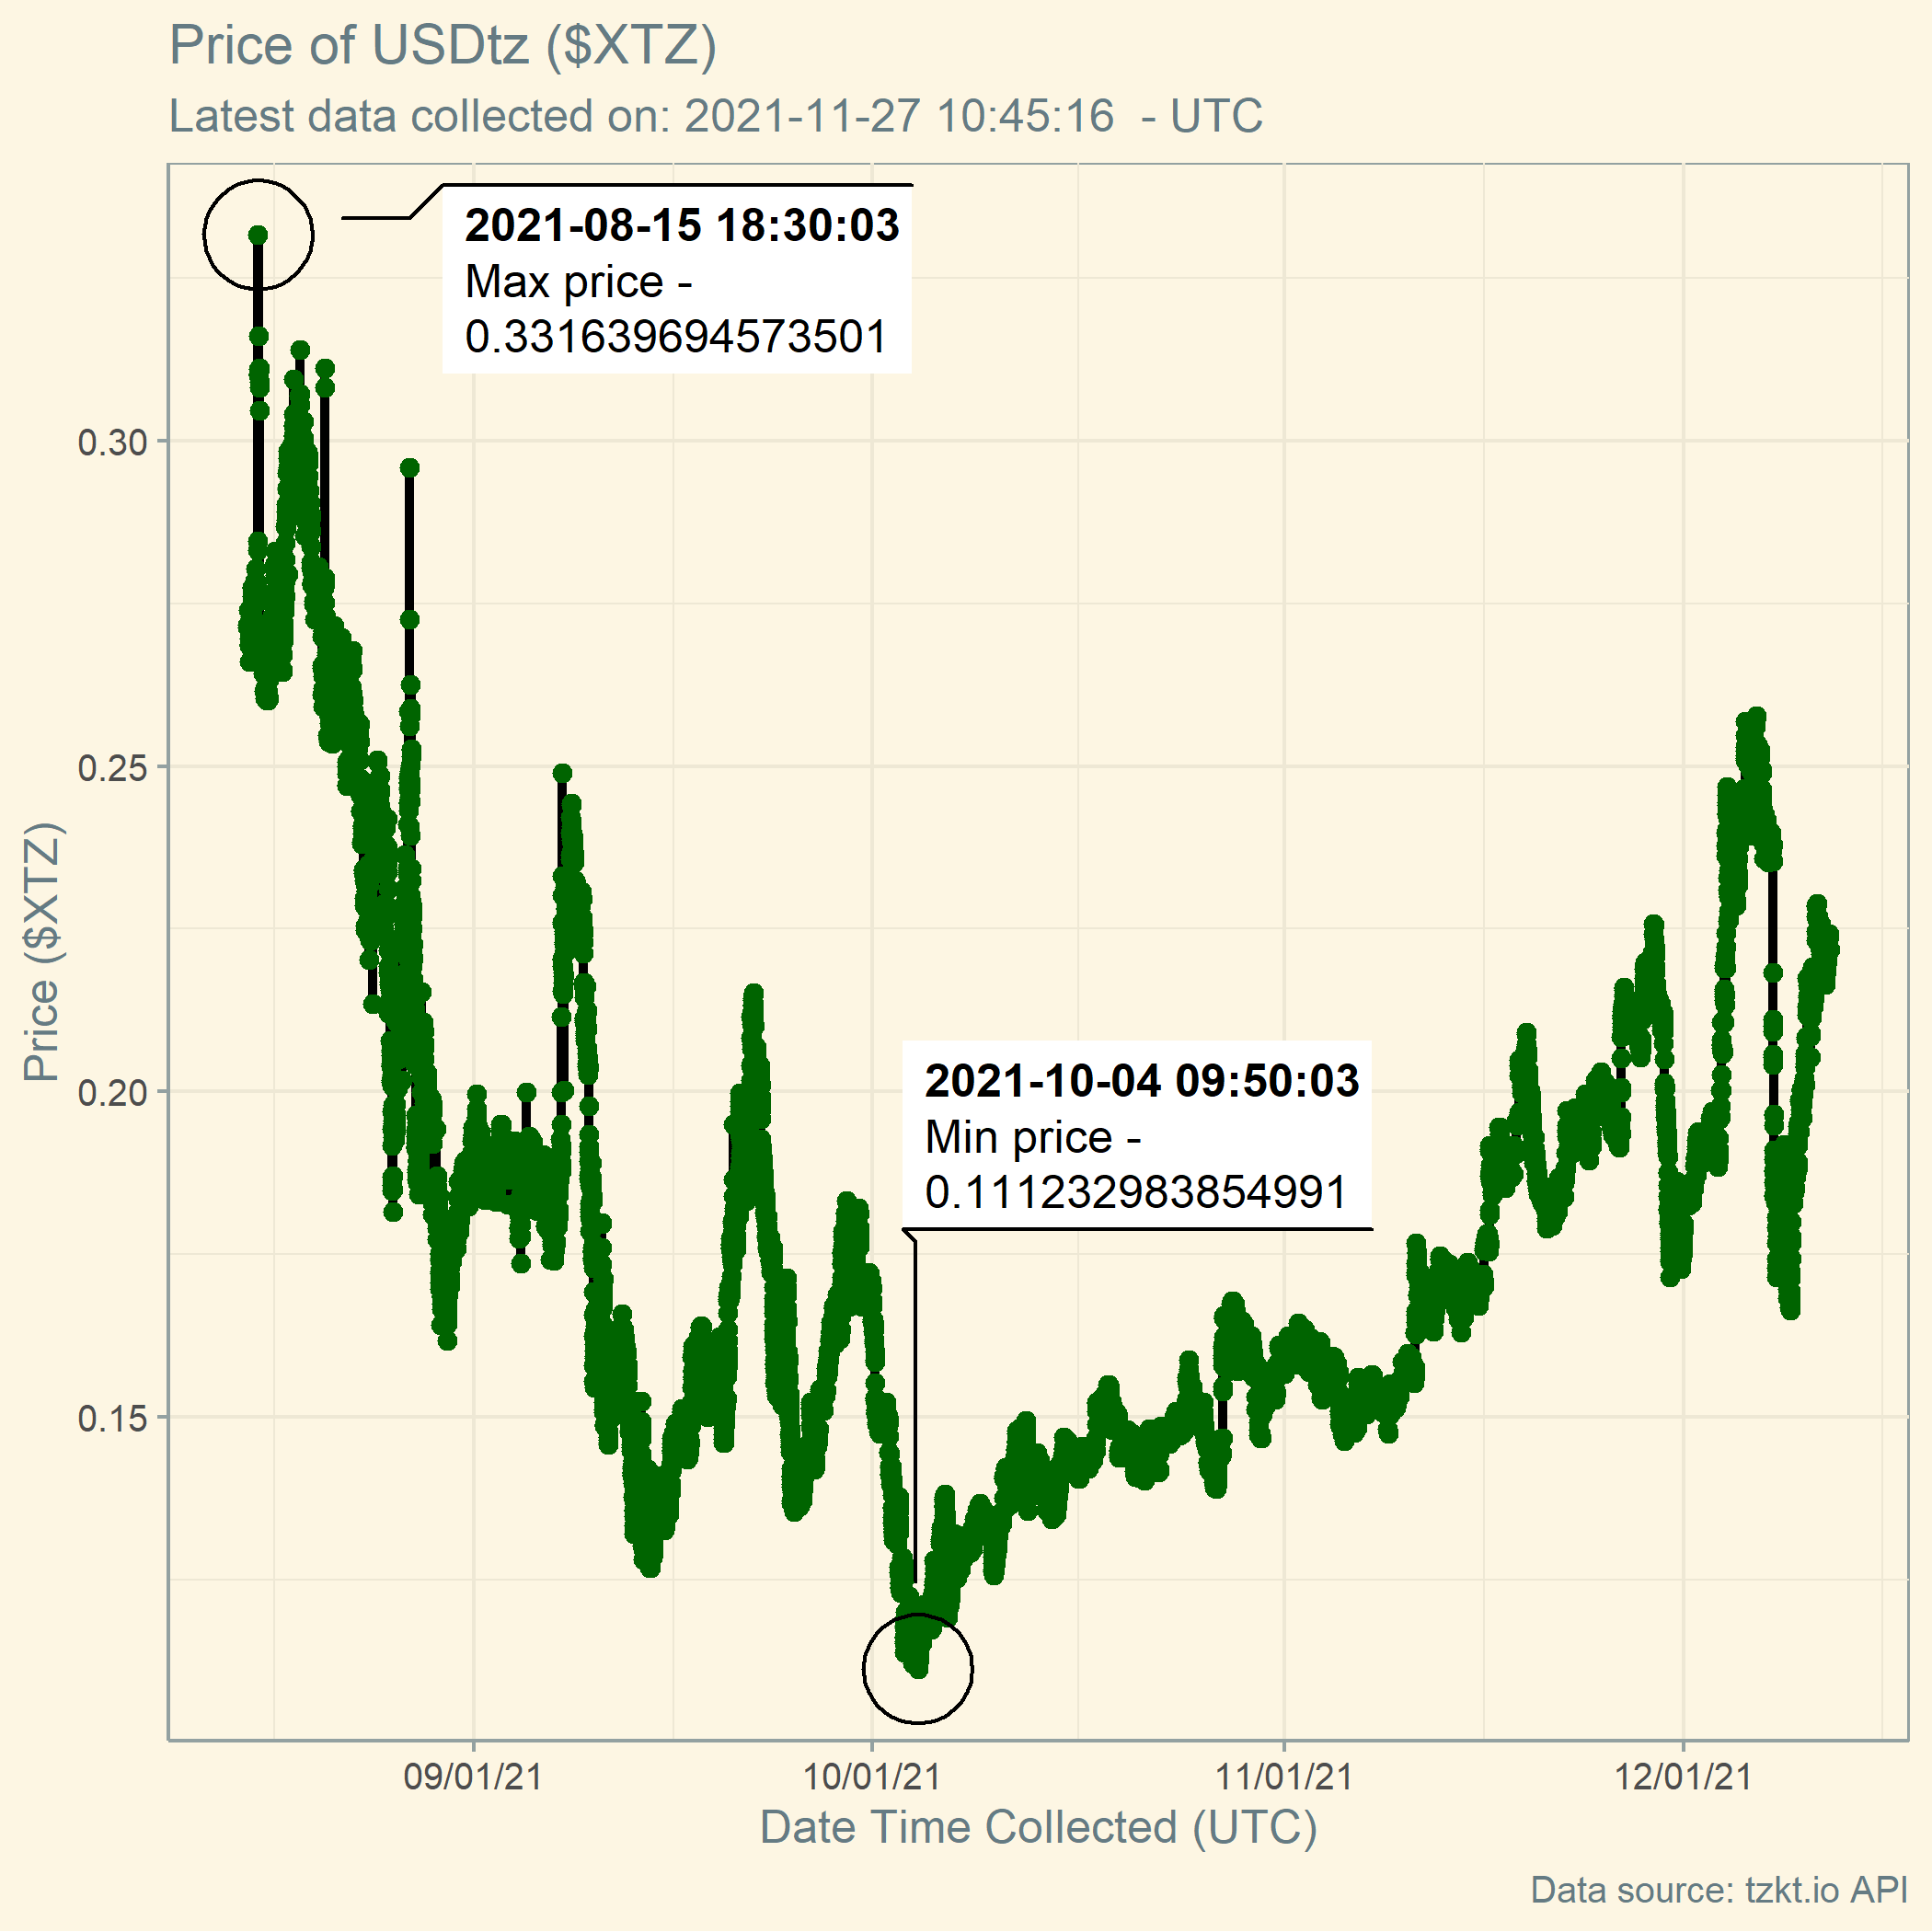 Price of USDtz ($XTZ)
Latest data collected on: 2021-11-27 10:45:16  - UTC
2021-08-15 18:30:03
Max price -
0.331639694573501
0.30
0.25
0.20
0.15
Price ($XTZ)
2021-10-04 09:50:03
Min price -
0.111232983854991
09/01/21
10/01/21
11/01/21
12/01/21
Date Time Collected (UTC)
Data source: tzkt.io API